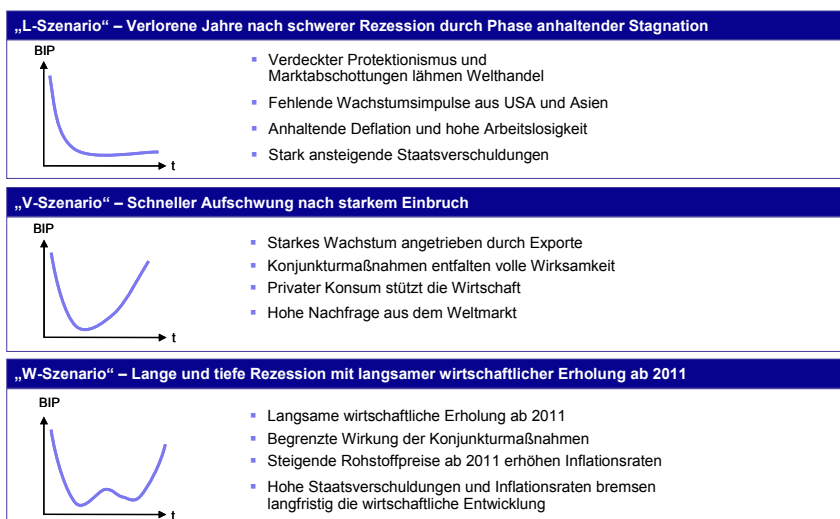 „L-Szenario“ – Verlorene Jahre nach schwerer Rezession durch Phase anhaltender Stagnation
BIP
t
Verdeckter Protektionismus und
Marktabschottungen lähmen Welthandel
Fehlende Wachstumsimpulse aus USA und Asien
Anhaltende Deflation und hohe Arbeitslosigkeit
Stark ansteigende Staatsverschuldungen
„V-Szenario“ – Schneller Aufschwung nach starkem Einbruch
BIP
t
Starkes Wachstum angetrieben durch Exporte
Konjunkturmaßnahmen entfalten volle Wirksamkeit
Privater Konsum stützt die Wirtschaft
Hohe Nachfrage aus dem Weltmarkt
„W-Szenario“ – Lange und tiefe Rezession mit langsamer wirtschaftlicher Erholung ab 2011
BIP
t
Langsame wirtschaftliche Erholung ab 2011
Begrenzte Wirkung der Konjunkturmaßnahmen
Steigende Rohstoffpreise ab 2011 erhöhen Inflationsraten
Hohe Staatsverschuldungen und Inflationsraten bremsen
langfristig die wirtschaftliche Entwicklung